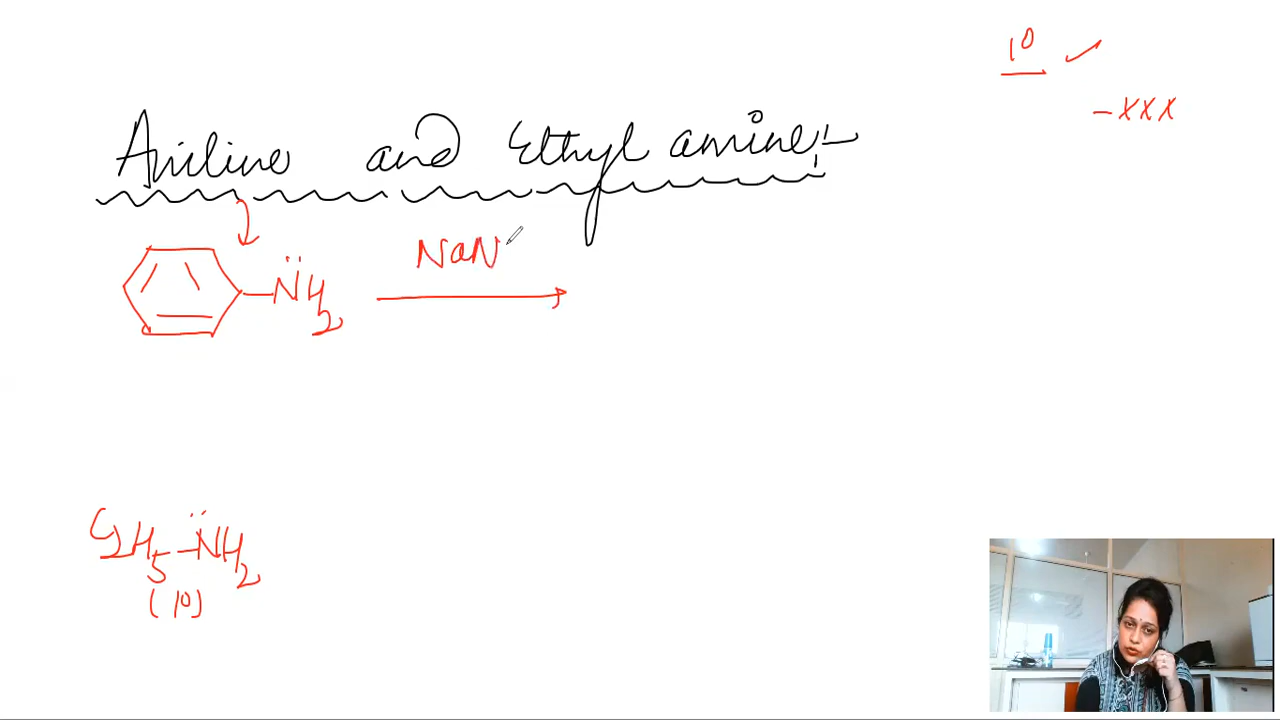 1°
-XXX
Aniline and Ethyl amine:-
NH2
NaN
C2H5-NH2
(1°)